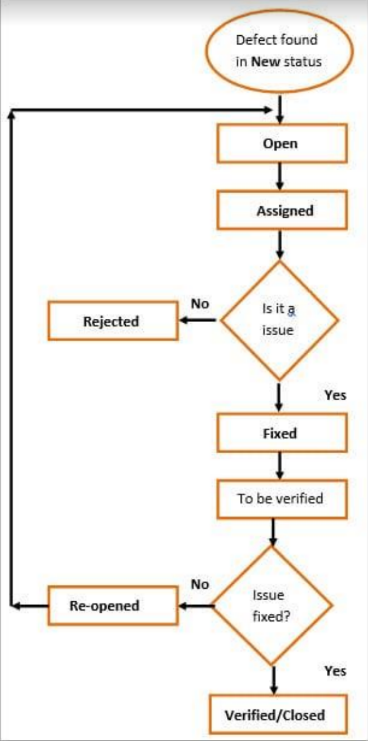 Defect found
in New status
Open
Assigned
Is it a
issue
No
Rejected
Yes
Fixed
To be verified
Issue
fixed?
No
Re-opened
Yes
Verified/Closed